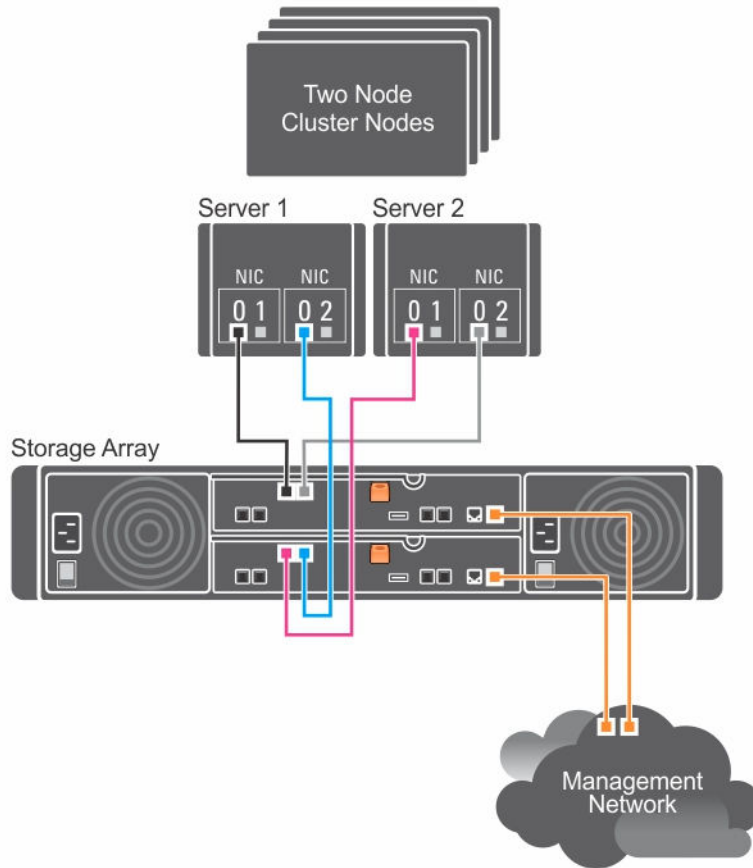 Two Node
Cluster Nodes
Server 1
Server 2
NIC NIC
0 1 0 2
NIC NIC
0 1 0 2
Storage Array
Management
Network